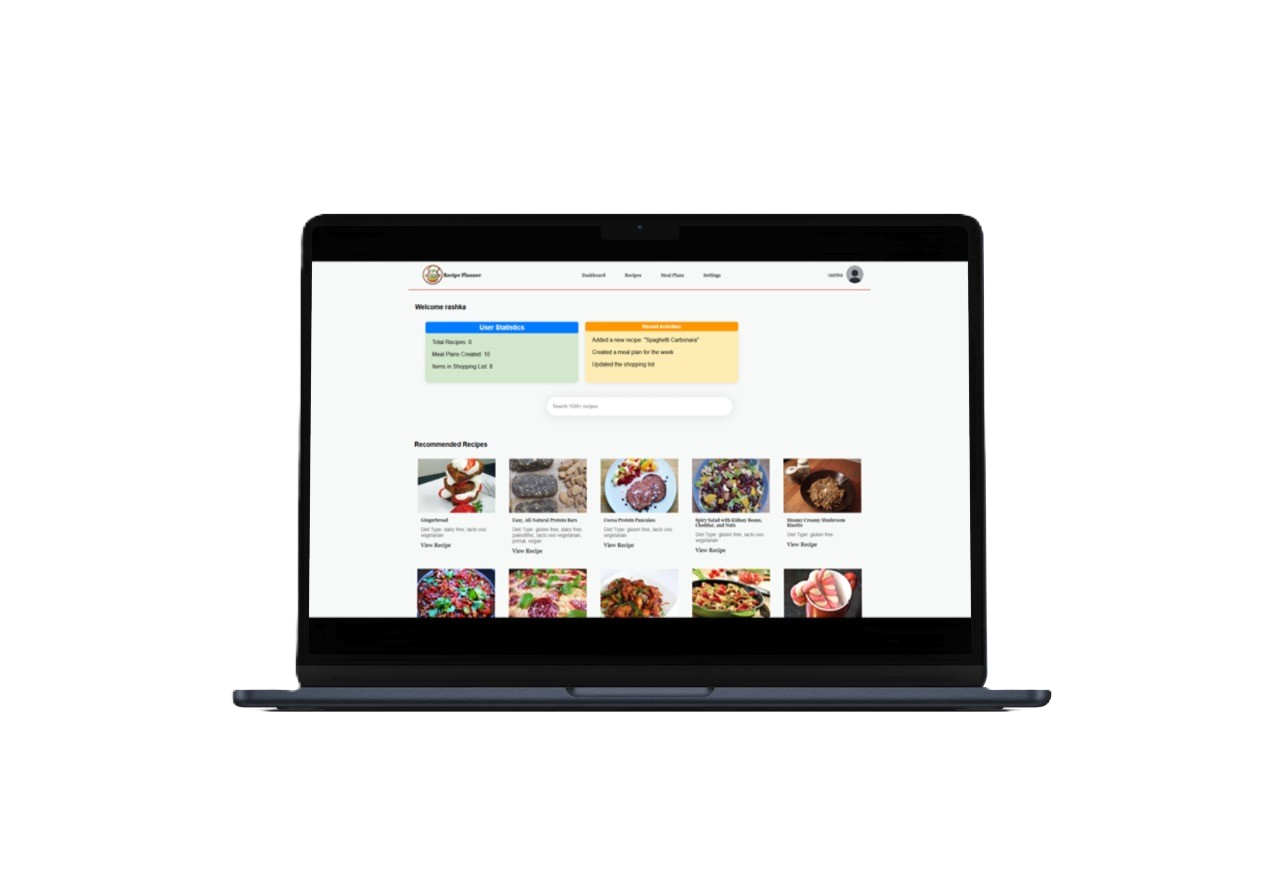 Recipe Planner
Dashboard
Recipes
Meal Plans
Settings
Welcome rashka
User Statistics
Total Recipes: 0
Meal Plans Created: 10
Items in Shopping List: 8
Recent Activities
Added a new recipe: "Spaghetti Carbonara"
Created a meal plan for the week
Updated the shopping list
Search 1500+ recipes
Recommended Recipes
Gingerbread
Diet Type: dairy free, lacto ovo
vegetarian
View Recipe
Easy, All-Natural Protein Bars
Diet Type: gluten free, dairy free,
paleolithic, lacto ovo vegetarian,
primal, vegan
View Recipe
Cocoa Protein Pancakes
Diet Type: gluten free, lacto ovo
vegetarian
View Recipe
Spicy Salad with Kidney Beans,
Cheddar, and Nuts
Diet Type: gluten free, lacto ovo
vegetarian
View Recipe
Steamy Creamy Mushroom
Risotto
Diet Type: gluten free
View Recipe